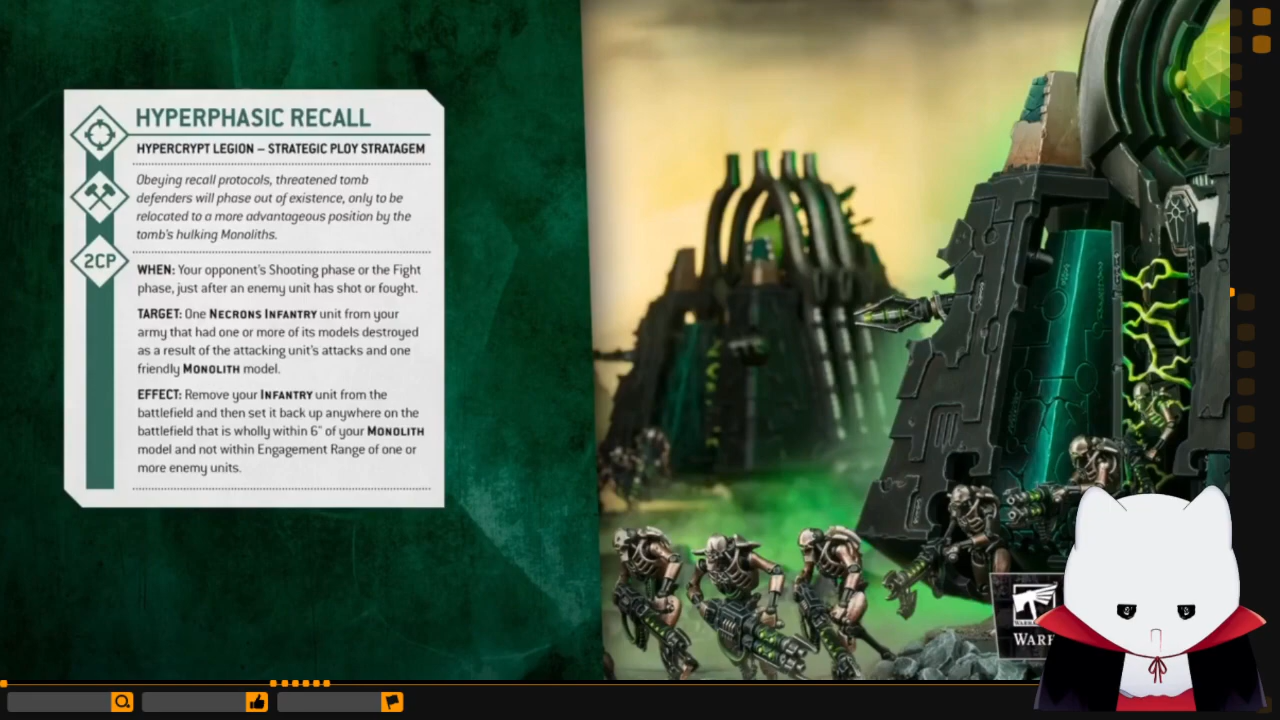 HYPERPHASIC RECALL
HYPERCRYPT LEGION – STRATEGIC PLOY STRATAGEM
Obeying recall protocols, threatened tomb
defenders will phase out of existence, only to be
relocated to a more advantageous position by the
tomb's hulking Monoliths.
2CP
WHEN: Your opponent's Shooting phase or the Fight
phase, just after an enemy unit has shot or fought.
TARGET: One NECRONS INFANTRY unit from your
army that had one or more of its models destroyed
as a result of the attacking unit's attacks and one
friendly MONOLITH model.
EFFECT: Remove your INFANTRY unit from the
battlefield and then set it back up anywhere on the
battlefield that is wholly within 6" of your MONOLITH
model and not within Engagement Range of one or
more enemy units.